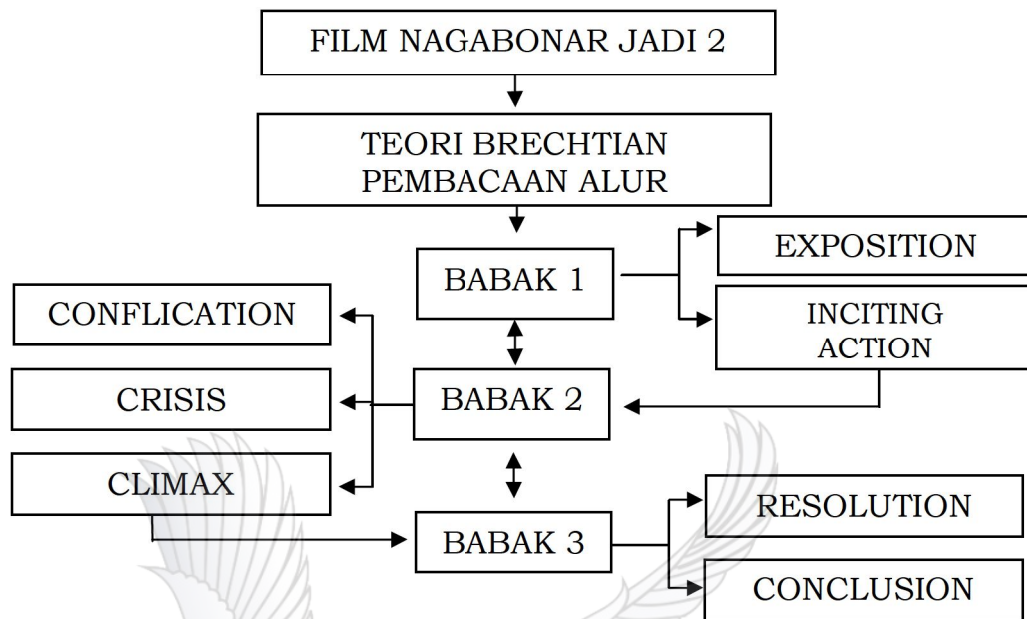 FILM NAGABONAR JADI 2
TEORI BRECHTIAN
PEMBACAAN ALUR
BABAK 1
EXPOSITION
INCITING
ACTION
CONFLICATION
CRISIS
CLIMAX
BABAK 2
BABAK 3
RESOLUTION
CONCLUSION